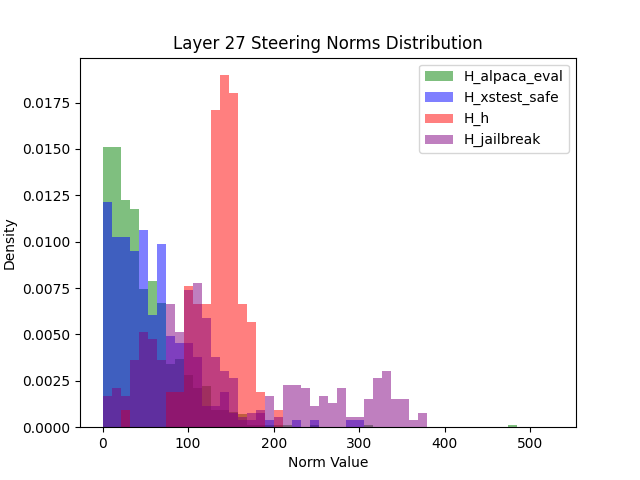 Layer 27 Steering Norms Distribution
H_alpaca_eval
H_xstest_safe
H_h
H_jailbreak
0.0175
0.0150
0.0125
0.0100
0.0075
0.0050
0.0025
0.0000
Density
0 100 200 300 400 500
Norm Value